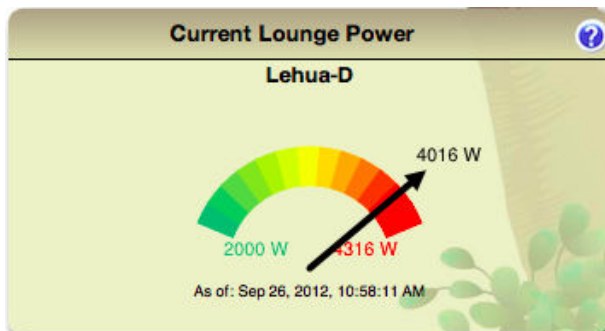 Current Lounge Power
?
Lehua-D
4016 W
2000 W
4316 W
As of: Sep 26, 2012, 10:58:11 AM